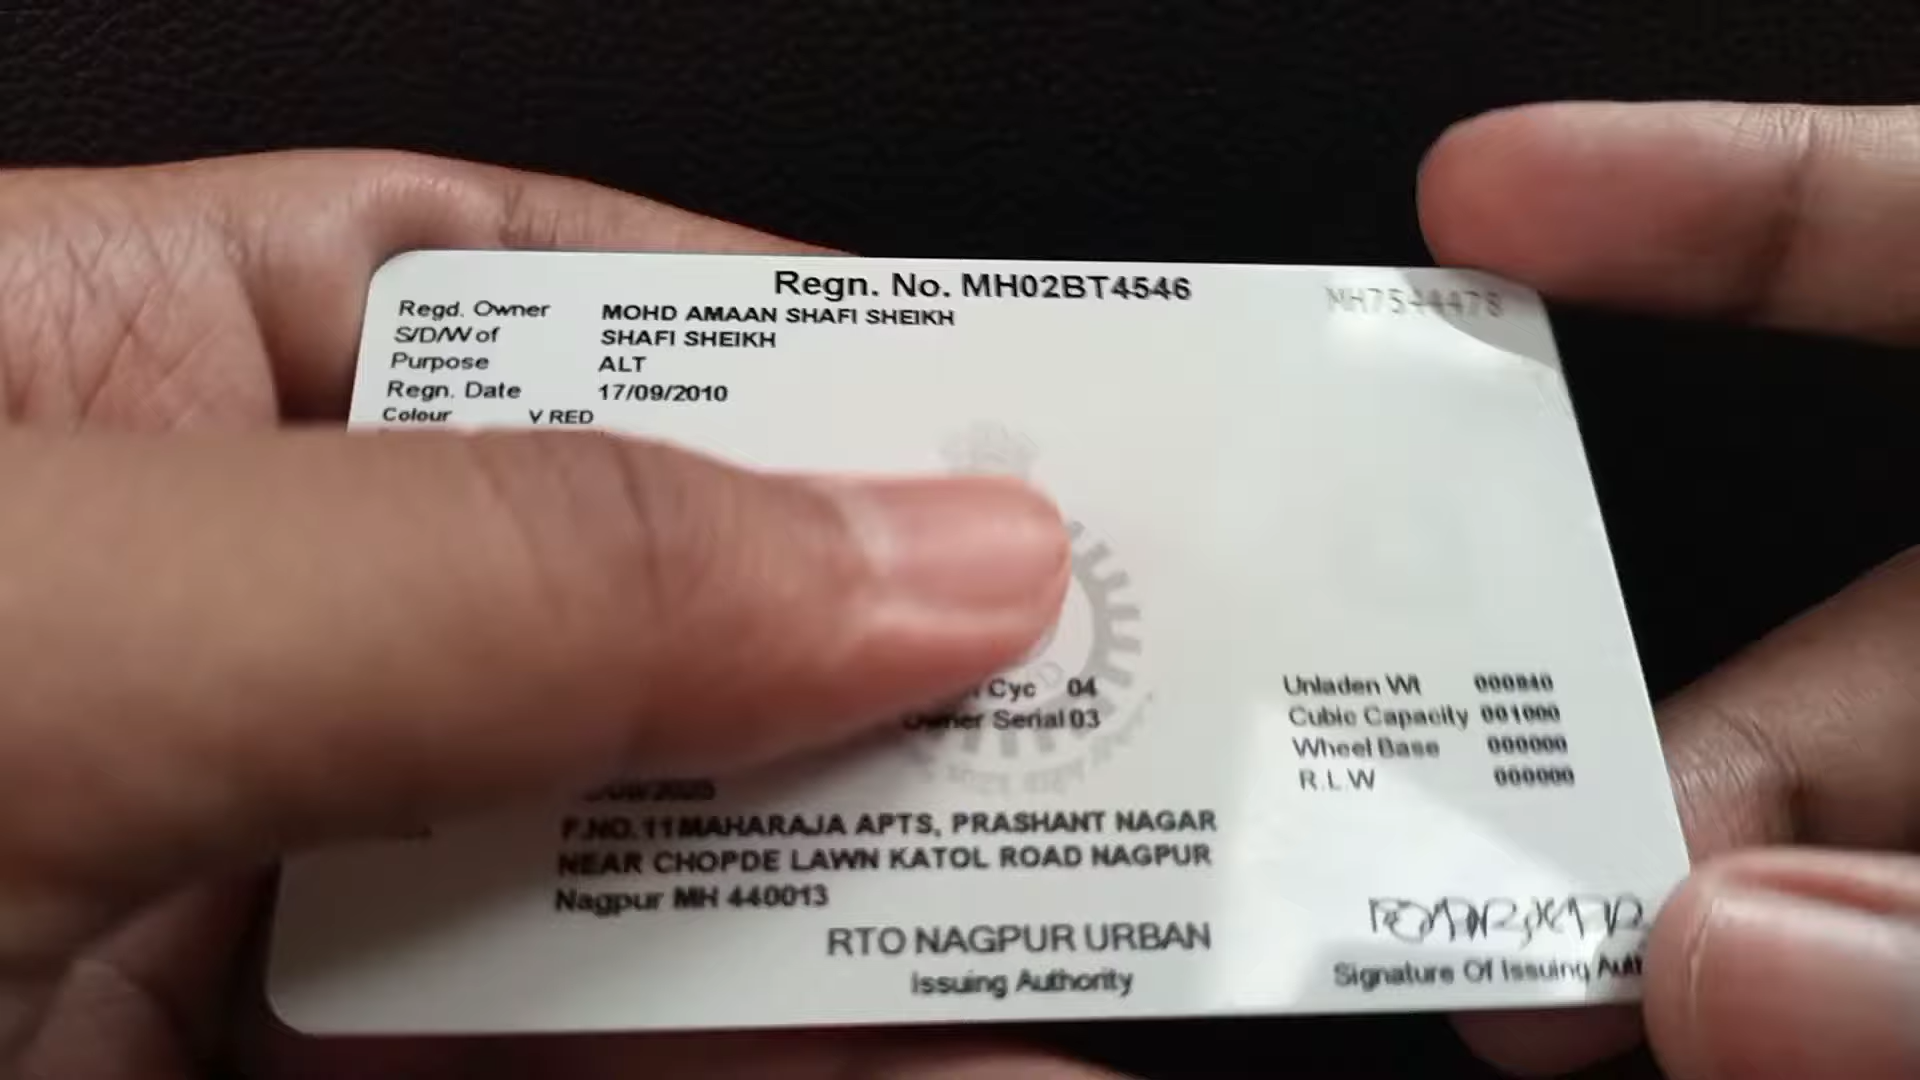 Regn. No. MH02BT4546
Regd. Owner MOHD AMAAN SHAFI SHEIKH
S/D/W of SHAFI SHEIKH
Purpose ALT
Regn. Date 17/09/2010
Colour V RED
Cyc 04
Owner Serial 03
Unladen Wt 000840
Cubic Capacity 001000
Wheel Base 000000
R.L.W 000000
F.NO.11MAHARAJA APTS, PRASHANT NAGAR
NEAR CHOPDE LAWN KATOL ROAD NAGPUR
Nagpur MH 440013
RTO NAGPUR URBAN
Issuing Authority
Signature Of Issuing